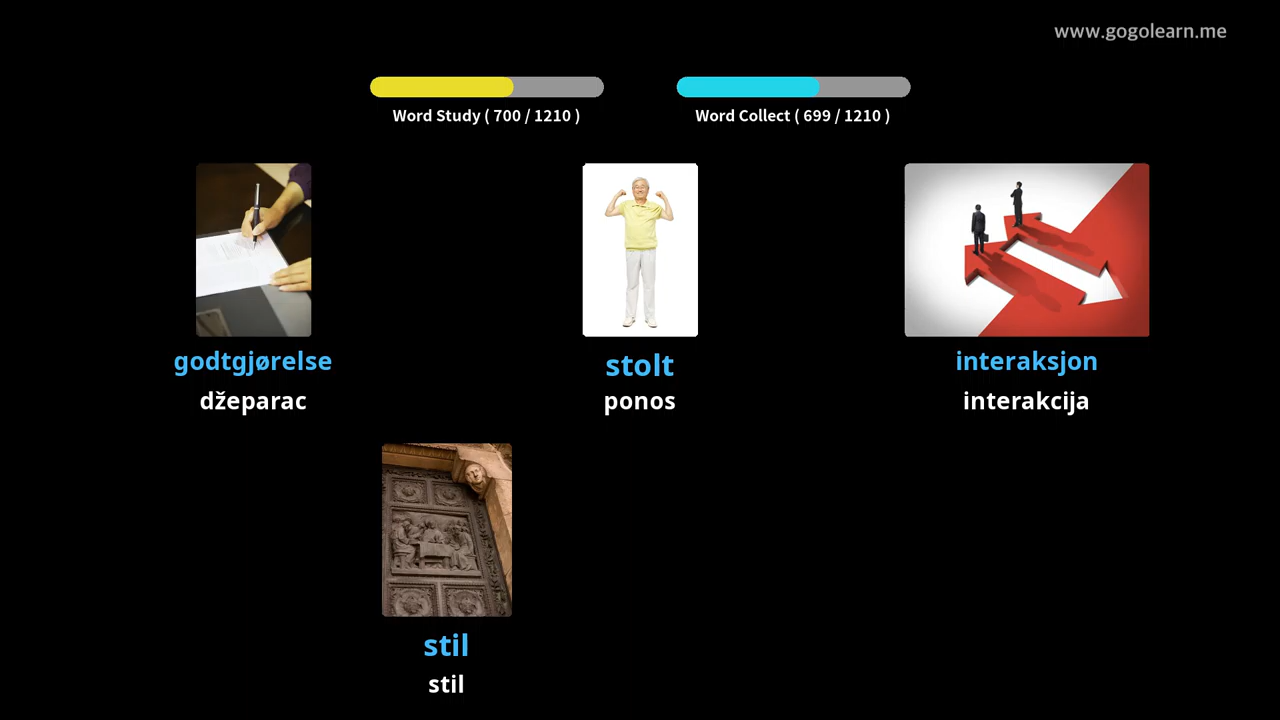 www.gogolearn.me
Word Study ( 700 / 1210 )
Word Collect ( 699 / 1210 )
godtgjørelse
džeparac
stolt
ponos
interaksjon
interakcija
stil
stil